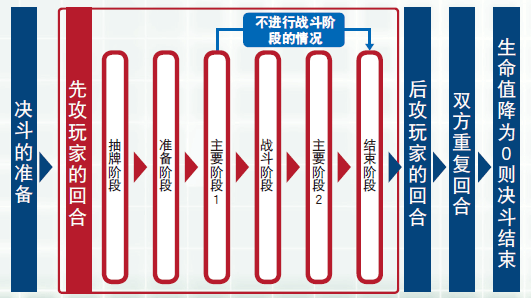 不进行战斗阶
段的情况
决斗的准备
先攻玩家的回合
抽牌阶段
准备阶段
主要阶段1
战斗阶段
主要阶段2
结束阶段
后攻玩家的回合
双方重复回合
生命值降为0则决斗结束